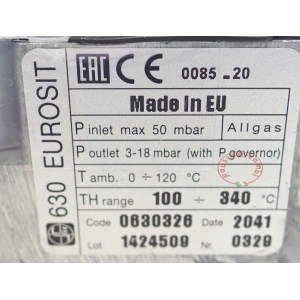 EAC CE 0085-20
Made In EU
P inlet max 50 mbar Allgas
P outlet 3-18 mbar (with P.governor)
T amb. 0 ÷ 120 °C
TH range 100 ÷ 340 °C
Code 0630326 Date 2041
Lot 1424509 Nr. 0329
630 EUROSIT